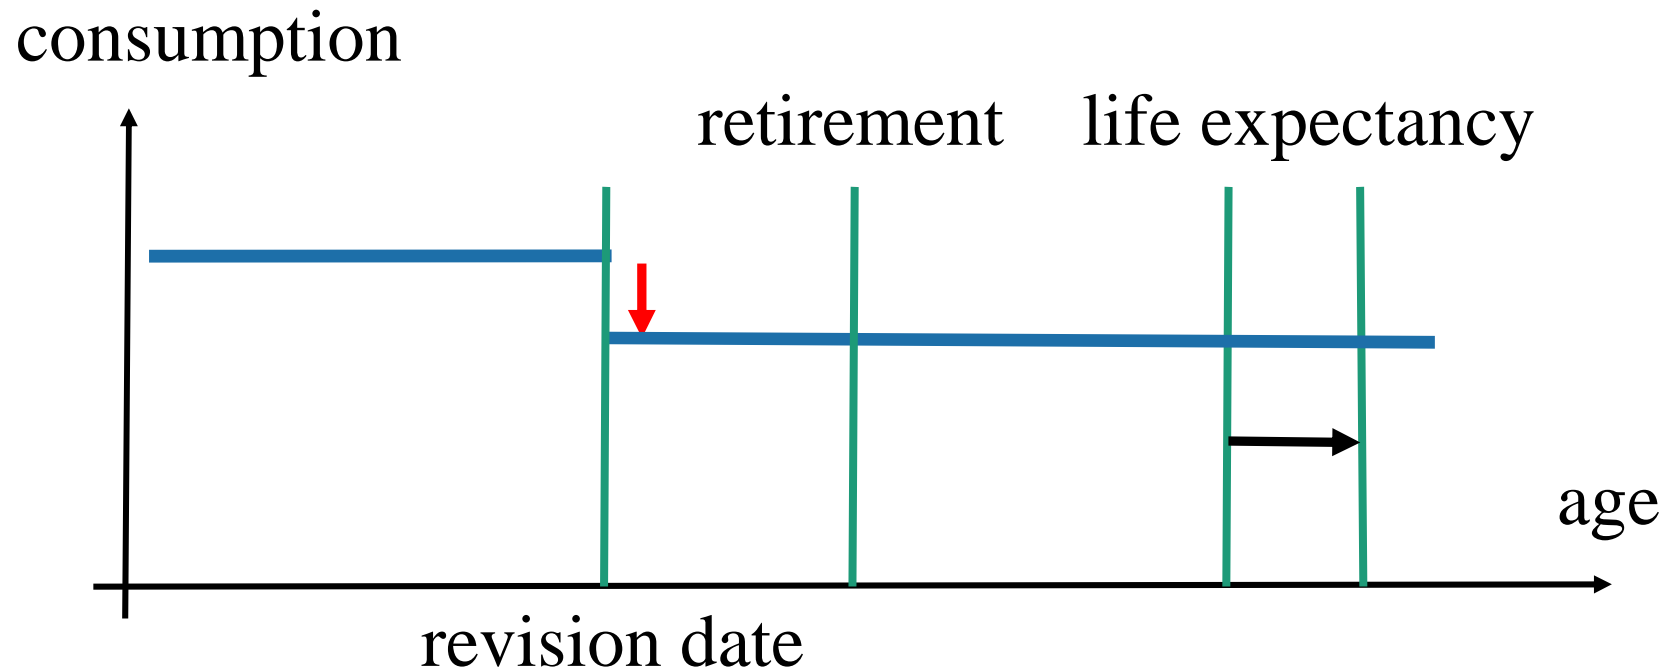 consumption
retirement
life expectancy
age
revision date